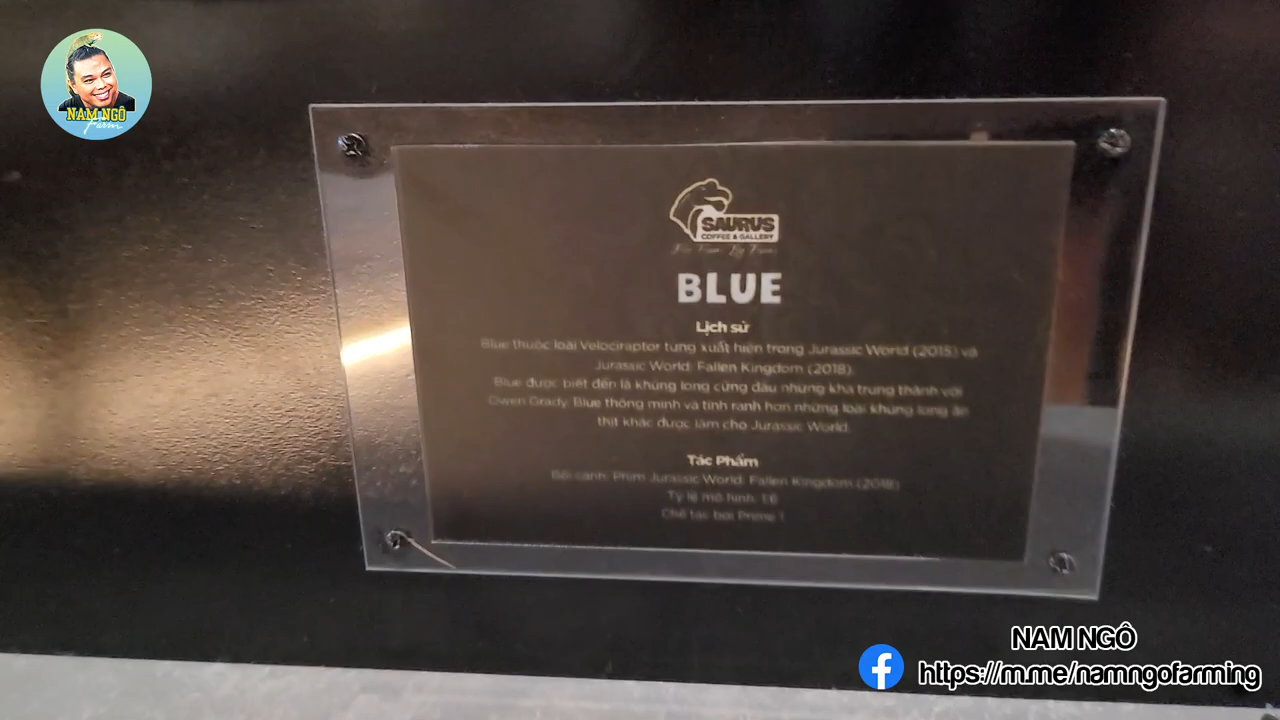 NAM NGÔ
Farm
SAURUS
COFFEE & GALLERY
BLUE
Lịch sử
Blue thuộc loài Velociraptor từng xuất hiện trong Jurassic World (2015) và
Jurassic World: Fallen Kingdom (2018).
Blue được biết đến là khủng long cứng đầu nhưng khá trung thành với
Owen Grady. Blue thông minh và tinh ranh hơn những loài khủng long ăn
thịt khác được làm cho Jurassic World.
Tác Phẩm
Bối cảnh: Phim Jurassic World: Fallen Kingdom (2018)
Tỷ lệ mô hình: 1:6
Chế tác bởi Prime 1
NAM NGÔ
https://m.me/namngofarming